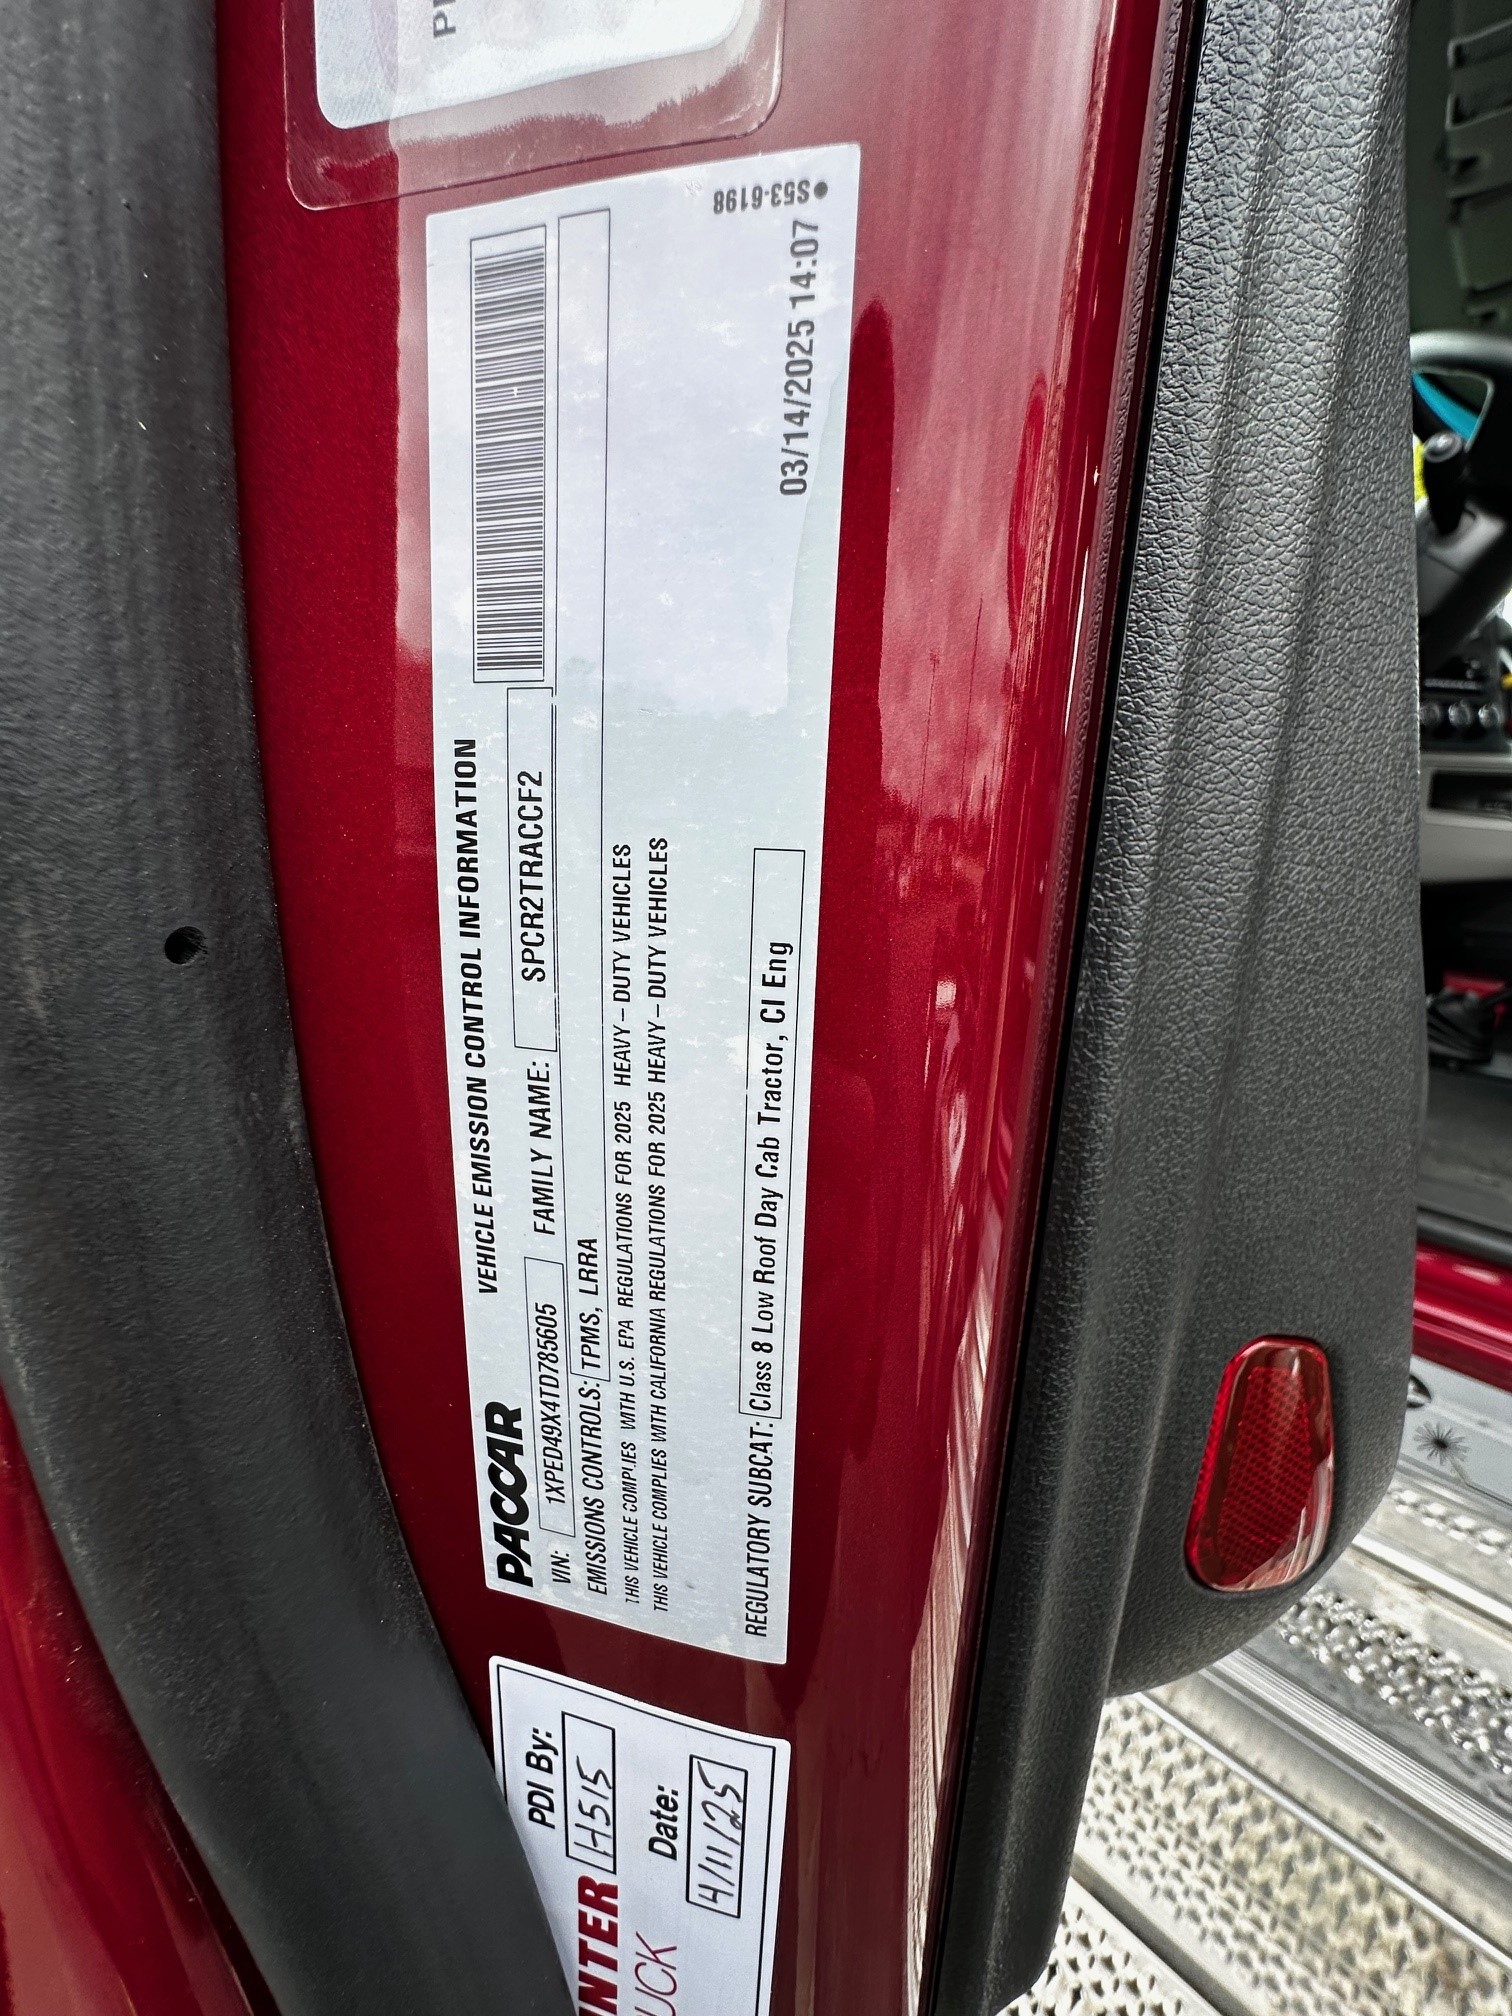 PACCAR
VEHICLE EMISSION CONTROL INFORMATION
VIN: 1XPED49X4TD785605 FAMILY NAME: SPCR2TRACCF2
EMISSIONS CONTROLS: TPMS, LRRA
THIS VEHICLE COMPLIES WITH U.S. EPA REGULATIONS FOR 2025 HEAVY – DUTY VEHICLES
THIS VEHICLE COMPLIES WITH CALIFORNIA REGULATIONS FOR 2025 HEAVY – DUTY VEHICLES
REGULATORY SUBCAT: Class 8 Low Roof Day Cab Tractor, CI Eng
03/14/2025 14:07
●S53-6198
PDI By:
H515
Date:
4/11/25